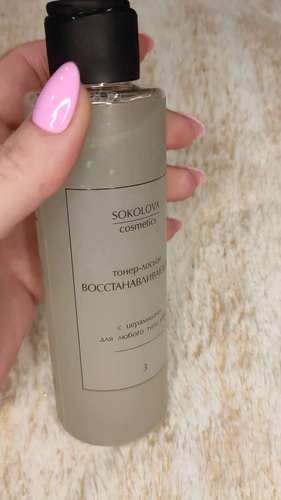 SOKOLOVA
cosmetics
тонер-лосьон
ВОССТАНАВЛИВАЮ
с церамидами
для любого типа
3